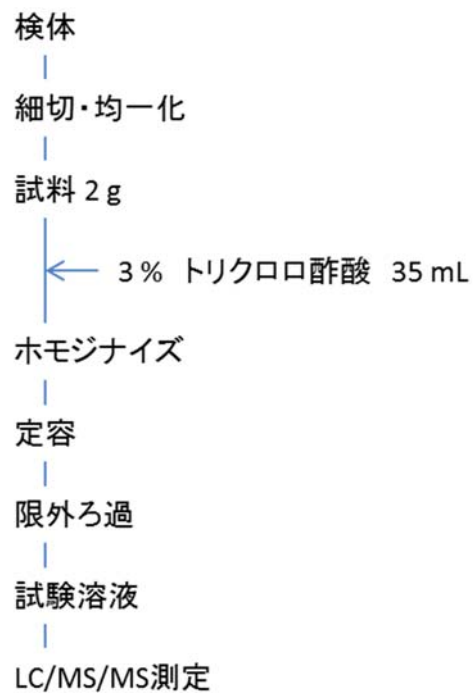 検体
細切・均一化
試料 2 g
3 % トリクロロ酢酸 35 mL
ホモジナイズ
定容
限外ろ過
試験溶液
LC/MS/MS測定